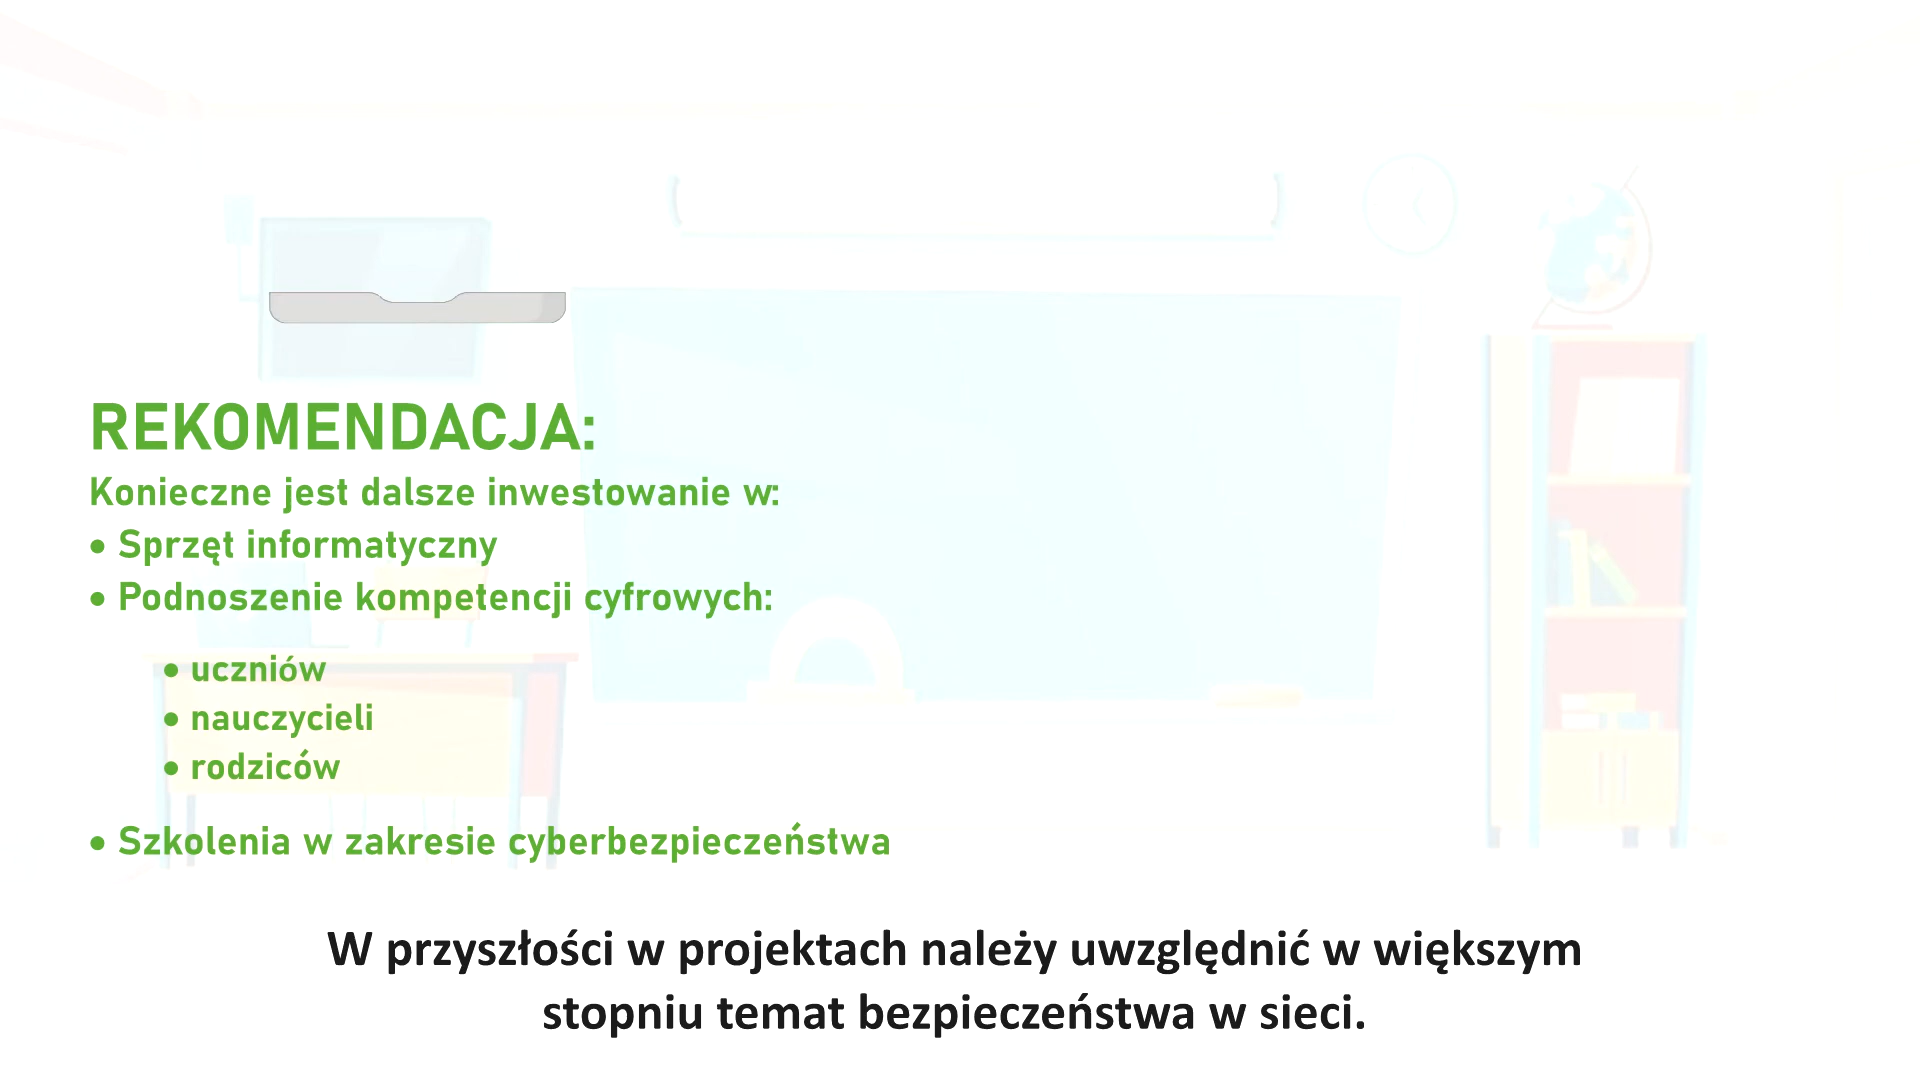 REKOMENDACJA:
Konieczne jest dalsze inwestowanie w:
• Sprzęt informatyczny
• Podnoszenie kompetencji cyfrowych:
• uczniów
• nauczycieli
• rodziców
• Szkolenia w zakresie cyberbezpieczeństwa
W przyszłości w projektach należy uwzględnić w większym
stopniu temat bezpieczeństwa w sieci.